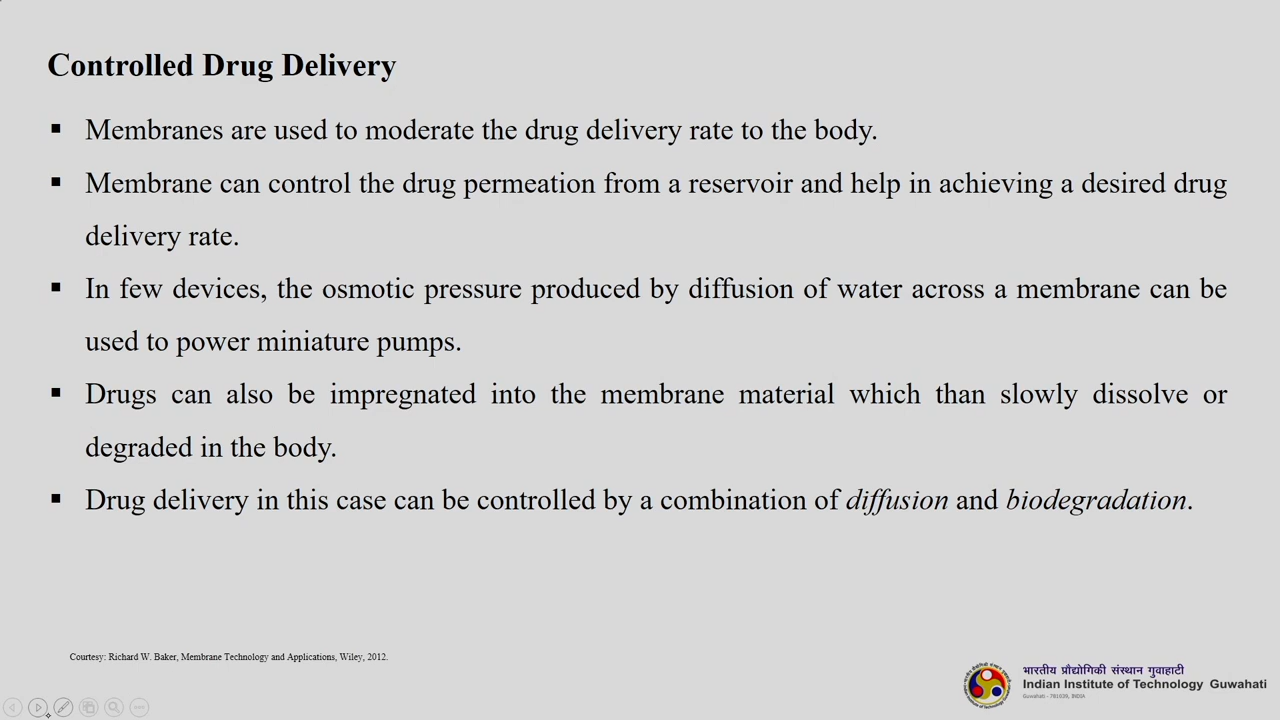 Controlled Drug Delivery
▪ Membranes are used to moderate the drug delivery rate to the body.
▪ Membrane can control the drug permeation from a reservoir and help in achieving a desired drug
delivery rate.
▪ In few devices, the osmotic pressure produced by diffusion of water across a membrane can be
used to power miniature pumps.
▪ Drugs can also be impregnated into the membrane material which than slowly dissolve or
degraded in the body.
▪ Drug delivery in this case can be controlled by a combination of diffusion and biodegradation.
Courtesy: Richard W. Baker, Membrane Technology and Applications, Wiley, 2012.
भारतीय प्रौद्योगिकी संस्थान गुवाहाटी
Indian Institute of Technology Guwahati
Guwahati - 781039, INDIA